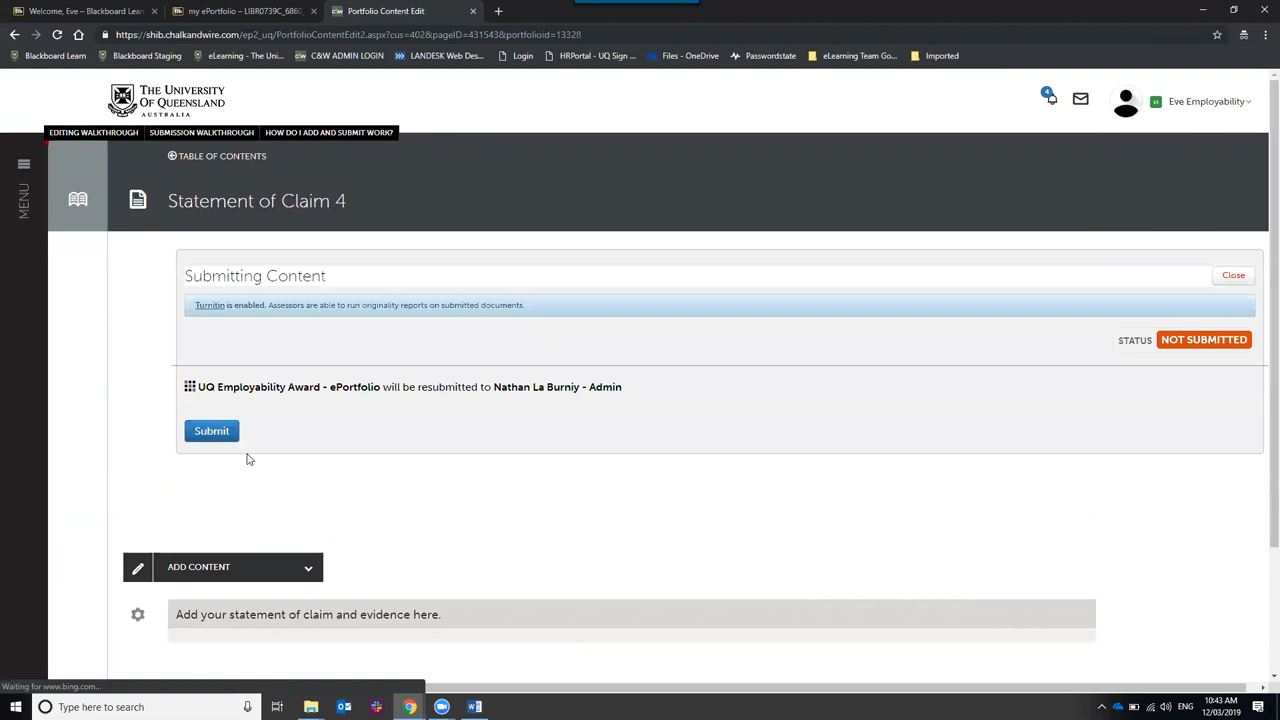 Welcome, Eve – Blackboard Lea
my ePortfolio – LIBR0739C_686
Portfolio Content Edit
https://shib.chalkandwire.com/ep2_uq/PortfolioContentEdit2.aspx?cus=402&pageID=431543&portfolioid=13328
Blackboard Learn
Blackboard Staging
eLearning - The Uni...
C&W ADMIN LOGIN
LANDESK Web Des...
Login
HRPortal - UQ Sign ...
Files - OneDrive
Passwordstate
eLearning Team Go...
Imported
THE UNIVERSITY
OF QUEENSLAND
AUSTRALIA
4
Eve Employability
EDITING WALKTHROUGH
SUBMISSION WALKTHROUGH
HOW DO I ADD AND SUBMIT WORK?
MENU
TABLE OF CONTENTS
Statement of Claim 4
Submitting Content
Close
Turnitin is enabled. Assessors are able to run originality reports on submitted documents.
STATUS NOT SUBMITTED
UQ Employability Award - ePortfolio will be resubmitted to Nathan La Burniy - Admin
Submit
ADD CONTENT
Add your statement of claim and evidence here.
Waiting for www.bing.com...
Type here to search
ENG
10:43 AM
12/03/2019